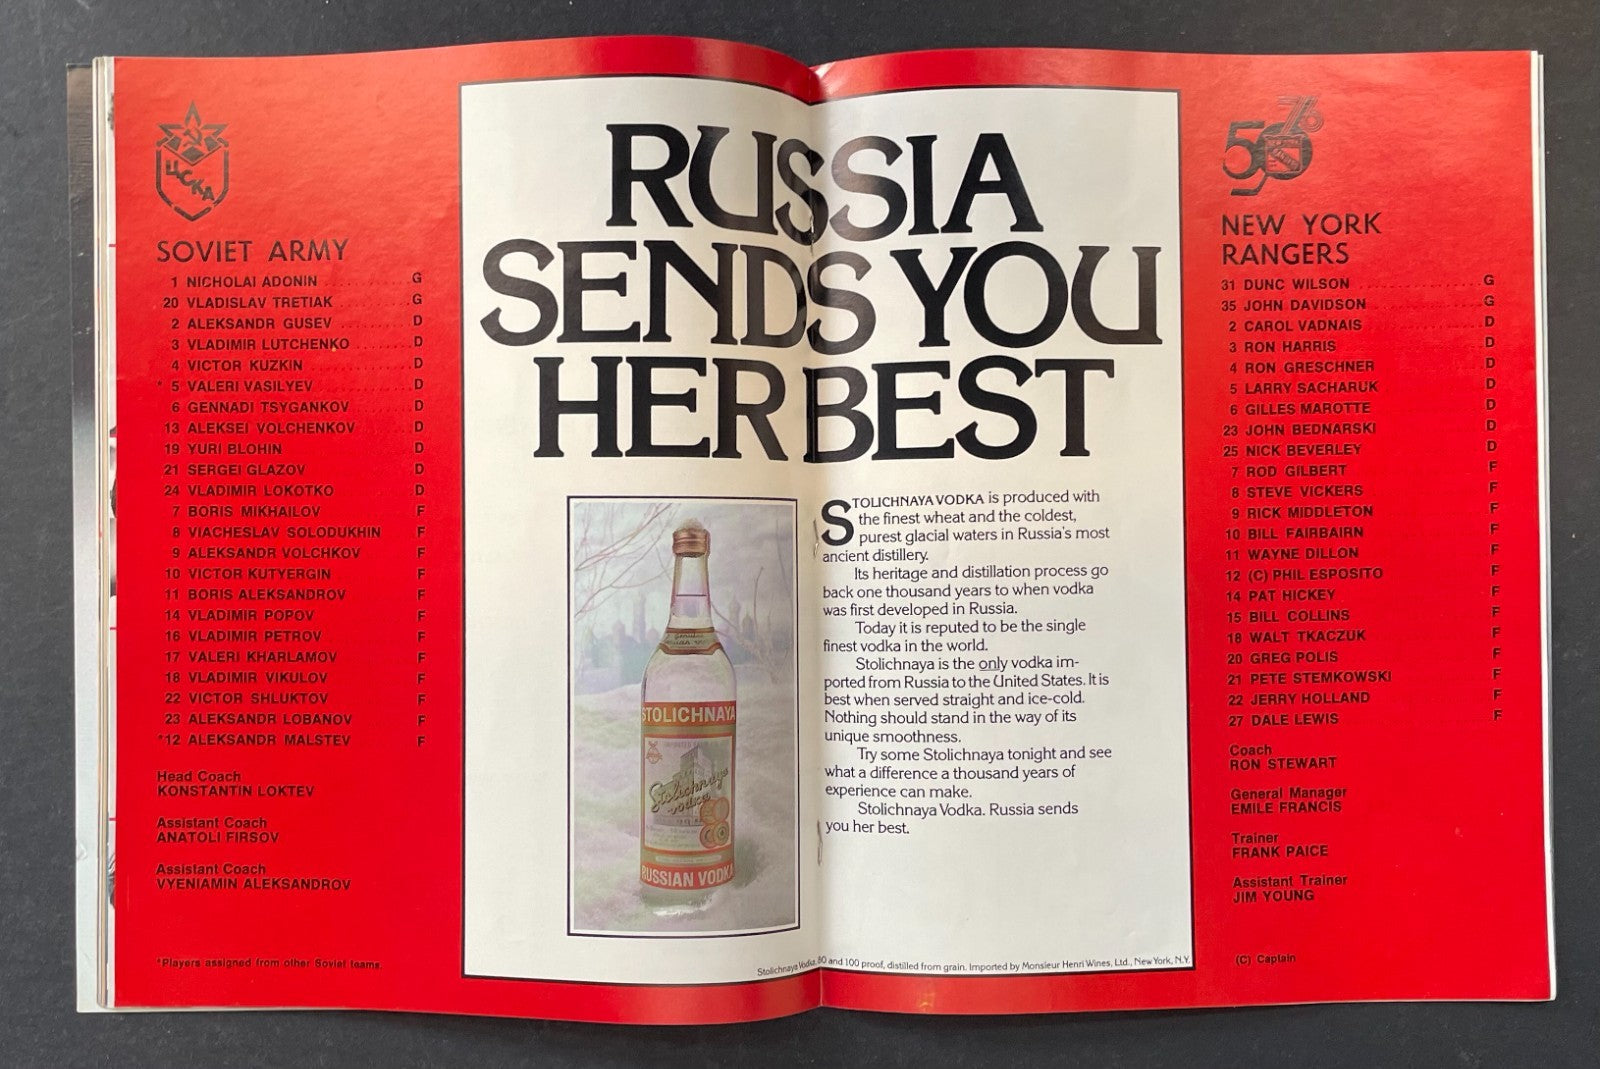 ЦСКА
SOVIET ARMY
1 NICHOLAI ADONIN ............ G
20 VLADISLAV TRETIAK .......... G
2 ALEKSANDR GUSEV .......... D
3 VLADIMIR LUTCHENKO ....... D
4 VICTOR KUZKIN D
* 5 VALERI VASILYEV D
6 GENNADI TSYGANKOV D
13 ALEKSEI VOLCHENKOV D
19 YURI BLOHIN D
21 SERGEI GLAZOV D
24 VLADIMIR LOKOTKO D
7 BORIS MIKHAILOV F
8 VIACHESLAV SOLODUKHIN F
9 ALEKSANDR VOLCHKOV F
10 VICTOR KUTYERGIN F
11 BORIS ALEKSANDROV F
14 VLADIMIR POPOV F
16 VLADIMIR PETROV F
17 VALERI KHARLAMOV F
18 VLADIMIR VIKULOV F
22 VICTOR SHLUKTOV F
23 ALEKSANDR LOBANOV F
*12 ALEKSANDR MALSTEV F
Head Coach
KONSTANTIN LOKTEV
Assistant Coach
ANATOLI FIRSOV
Assistant Coach
VYENIAMIN ALEKSANDROV
*Players assigned from other Soviet teams.
RUSSIA
SENDS YOU
HER BEST
STOLICHNAYA
Stolichnaya
vodka
RUSSIAN VODKA
STOLICHNAYA VODKA is produced with
the finest wheat and the coldest,
purest glacial waters in Russia's most
ancient distillery.
Its heritage and distillation process go
back one thousand years to when vodka
was first developed in Russia.
Today it is reputed to be the single
finest vodka in the world.
Stolichnaya is the only vodka im-
ported from Russia to the United States. It is
best when served straight and ice-cold.
Nothing should stand in the way of its
unique smoothness.
Try some Stolichnaya tonight and see
what a difference a thousand years of
experience can make.
Stolichnaya Vodka. Russia sends
you her best.
Stolichnaya Vodka. 80 and 100 proof, distilled from grain. Imported by Monsieur Henri Wines, Ltd., New York, N.Y.
50 76
NEW YORK
RANGERS
31 DUNC WILSON ................ G
35 JOHN DAVIDSON G
2 CAROL VADNAIS D
3 RON HARRIS D
4 RON GRESCHNER D
5 LARRY SACHARUK D
6 GILLES MAROTTE D
23 JOHN BEDNARSKI D
25 NICK BEVERLEY D
7 ROD GILBERT F
8 STEVE VICKERS F
9 RICK MIDDLETON F
10 BILL FAIRBAIRN F
11 WAYNE DILLON F
12 (C) PHIL ESPOSITO F
14 PAT HICKEY F
15 BILL COLLINS F
18 WALT TKACZUK F
20 GREG POLIS F
21 PETE STEMKOWSKI F
22 JERRY HOLLAND F
27 DALE LEWIS F
Coach
RON STEWART
General Manager
EMILE FRANCIS
Trainer
FRANK PAICE
Assistant Trainer
JIM YOUNG
(C) Captain